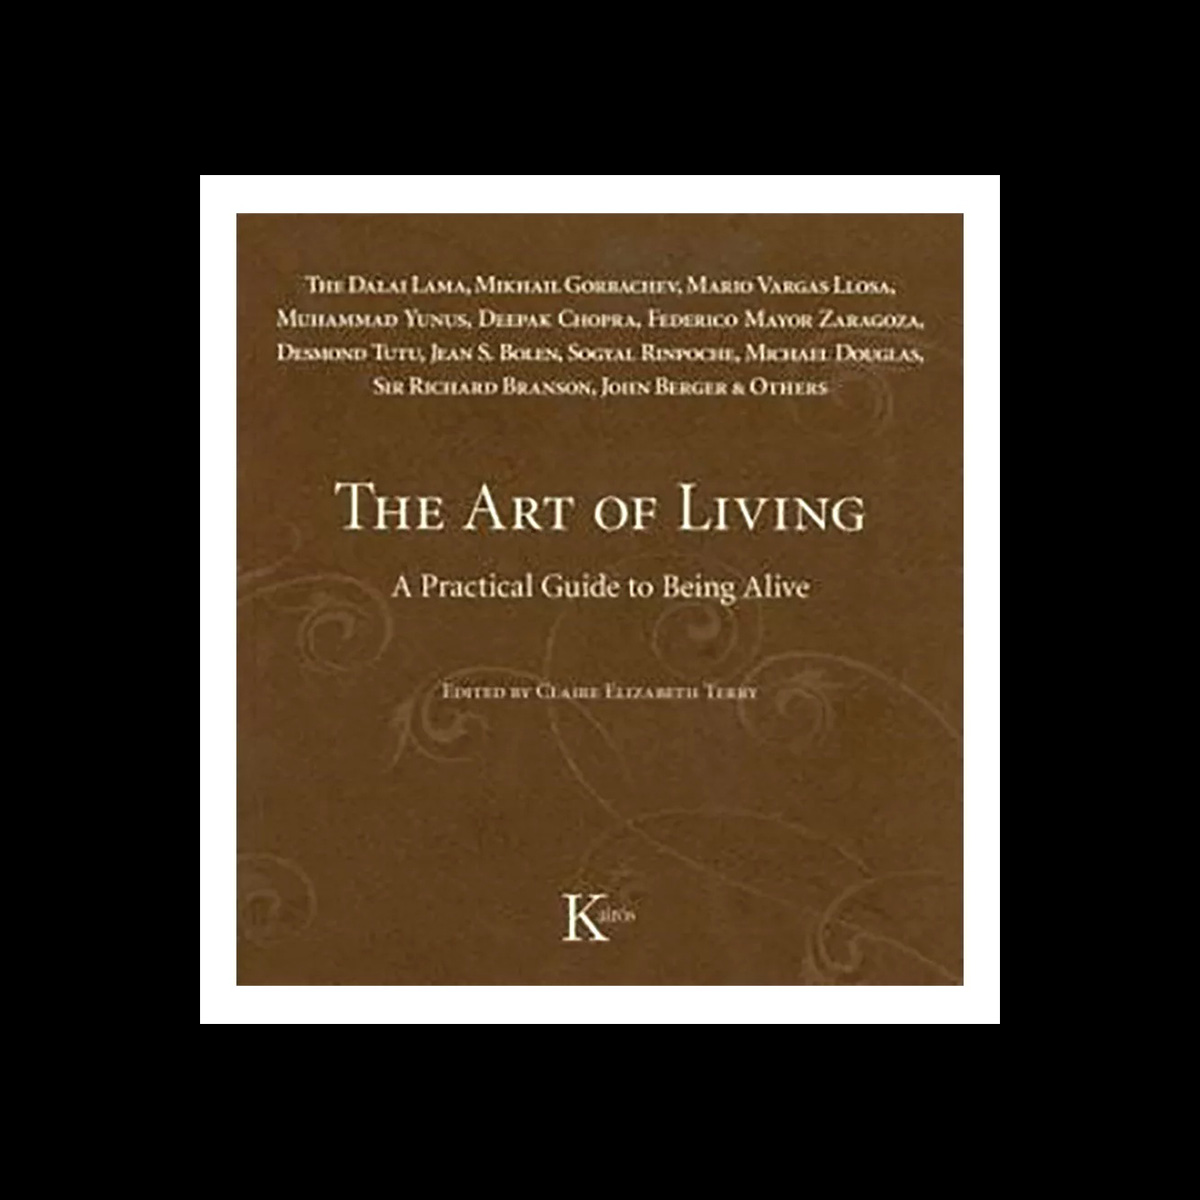 The Dalai Lama, Mikhail Gorbachev, Mario Vargas Llosa,
Muhammad Yunus, Deepak Chopra, Federico Mayor Zaragoza,
Desmond Tutu, Jean S. Bolen, Sogyal Rinpoche, Michael Douglas,
Sir Richard Branson, John Berger & Others
The Art of Living
A Practical Guide to Being Alive
Edited by Claire Elizabeth Terry
Kairós